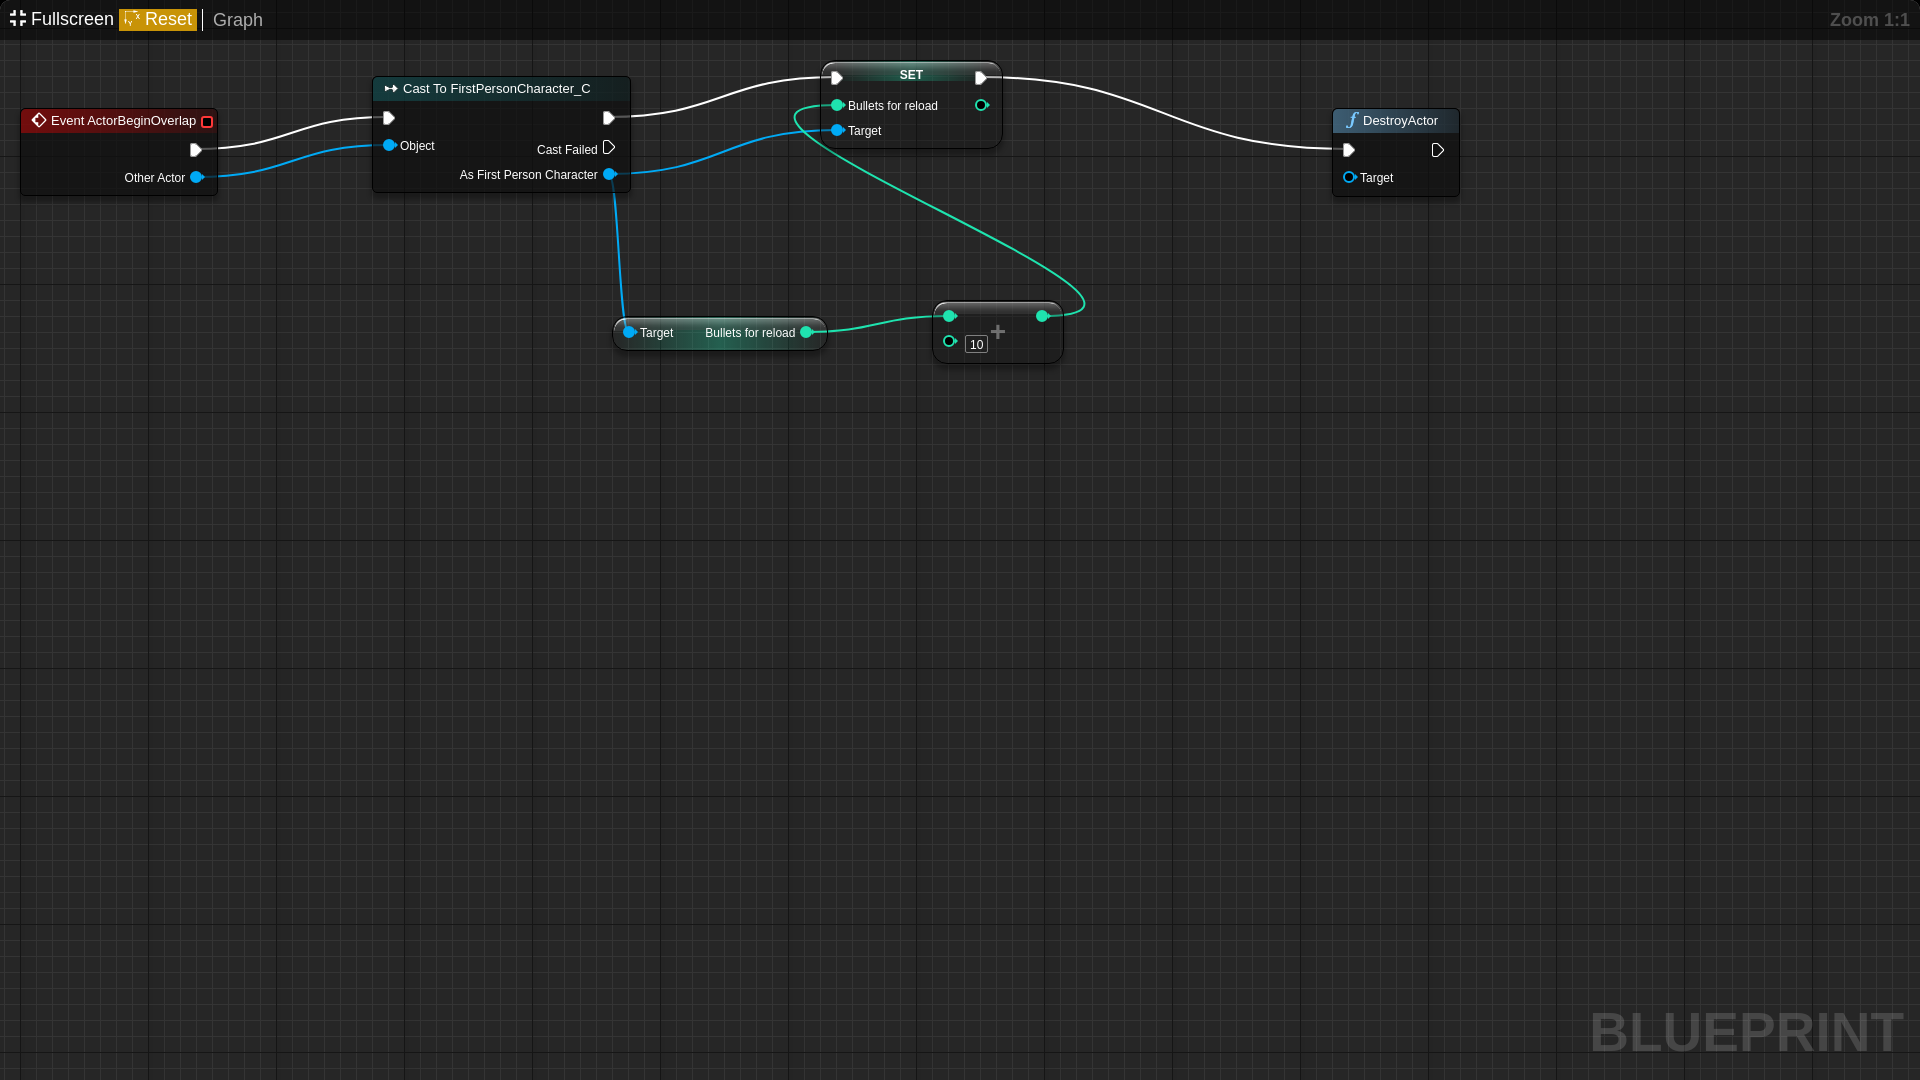 Fullscreen Reset Graph
Zoom 1:1
Event ActorBeginOverlap
Other Actor
Cast To FirstPersonCharacter_C
Object
Cast Failed
As First Person Character
SET
Bullets for reload
Target
DestroyActor
Target
Target Bullets for reload
+
10
BLUEPRINT